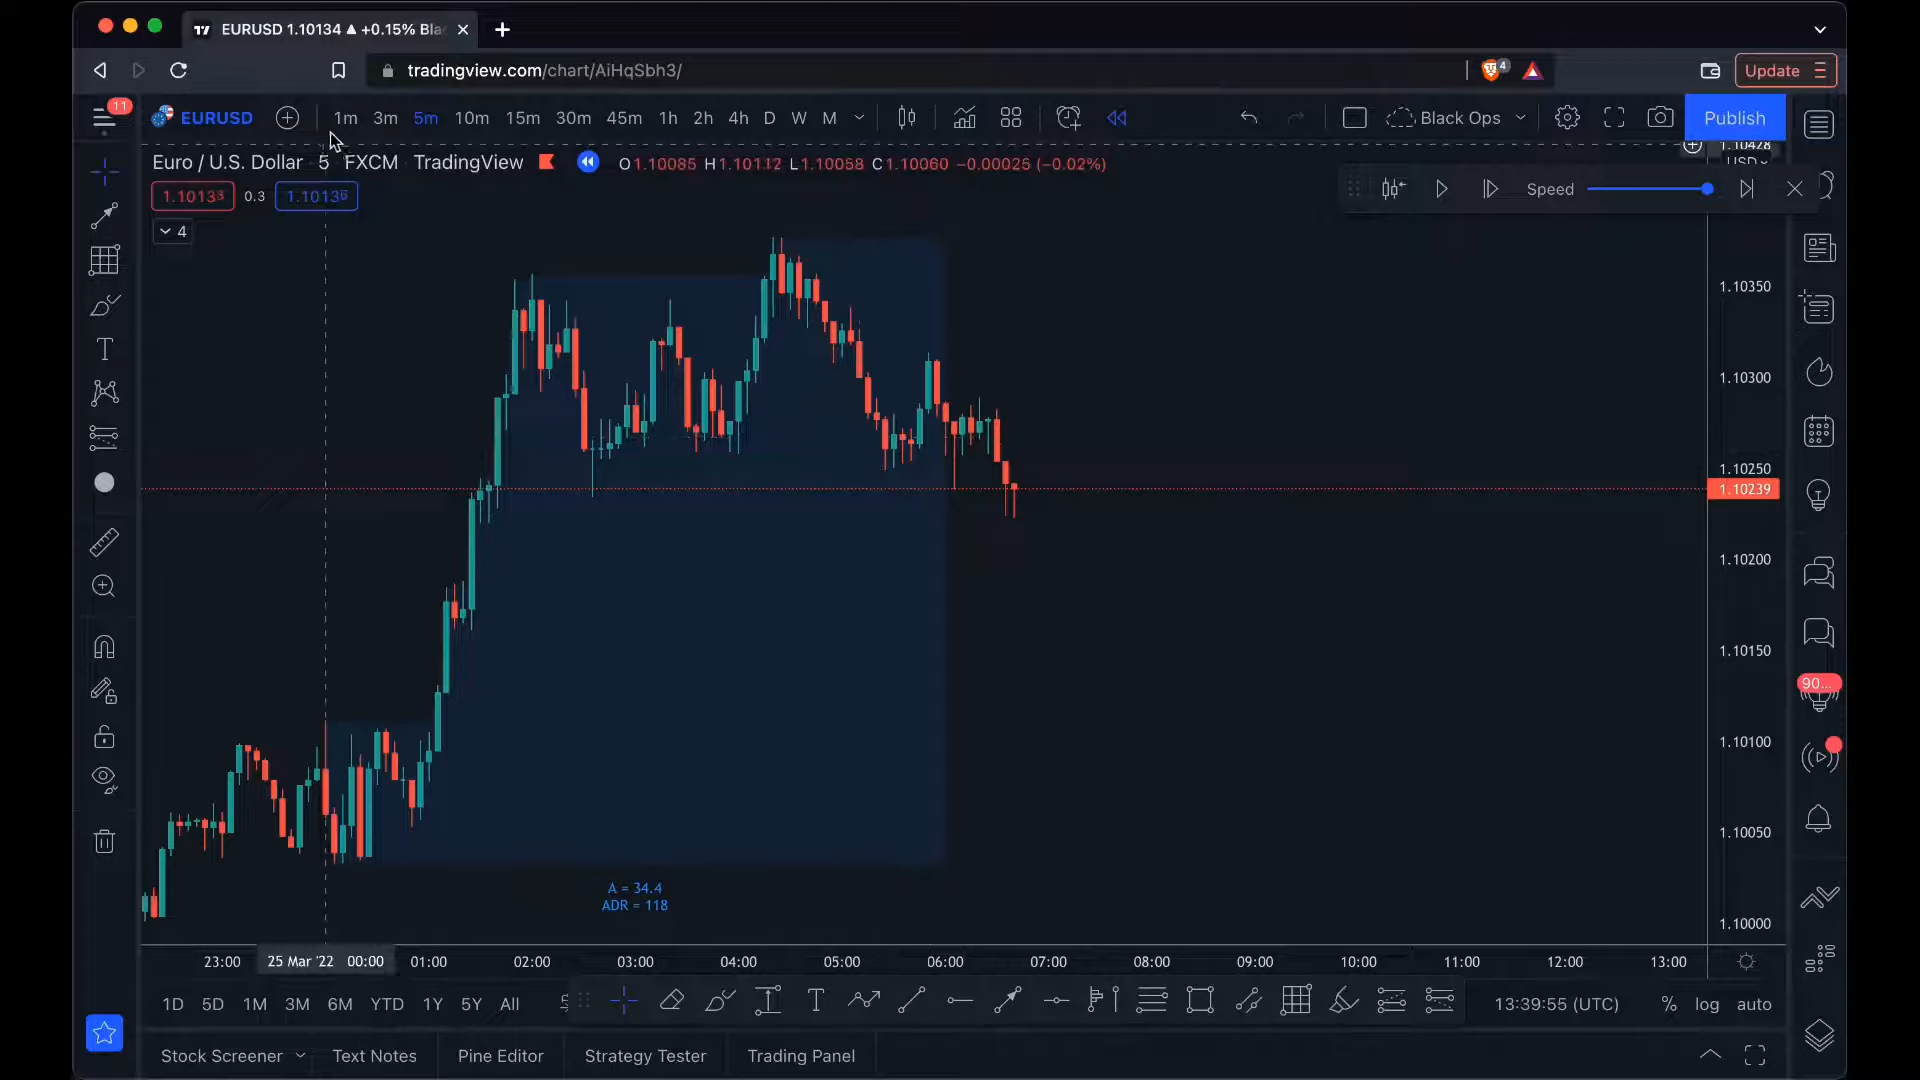 EURUSD 1.10134 ▲ +0.15% Bla
tradingview.com/chart/AiHqSbh3/
4
Update
11
EURUSD
1m 3m 5m 10m 15m 30m 45m 1h 2h 4h D W M
Black Ops
Publish
Euro / U.S. Dollar 5 FXCM TradingView
O1.10085 H1.10112 L1.10058 C1.10060 −0.00025 (−0.02%)
1.10428
USD
1.10133 0.3 1.10135
Speed
4
1.10350
1.10300
1.10250
1.10239
1.10200
1.10150
1.10100
1.10050
1.10000
90...
A = 34.4
ADR = 118
23:00 25 Mar '22 00:00 01:00 02:00 03:00 04:00 05:00 06:00 07:00 08:00 09:00 10:00 11:00 12:00 13:00
1D 5D 1M 3M 6M YTD 1Y 5Y All
13:39:55 (UTC) % log auto
Stock Screener Text Notes Pine Editor Strategy Tester Trading Panel